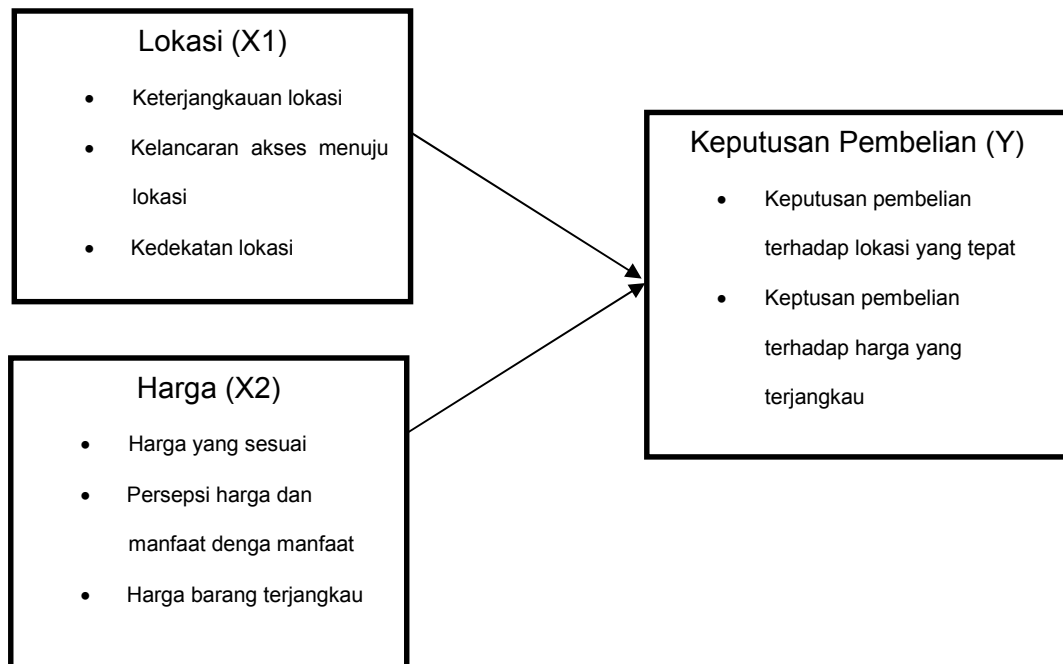 Lokasi (X1)
• Keterjangkauan lokasi
• Kelancaran akses menuju
lokasi
• Kedekatan lokasi
Harga (X2)
• Harga yang sesuai
• Persepsi harga dan
manfaat denga manfaat
• Harga barang terjangkau
Keputusan Pembelian (Y)
• Keputusan pembelian
terhadap lokasi yang tepat
• Keptusan pembelian
terhadap harga yang
terjangkau